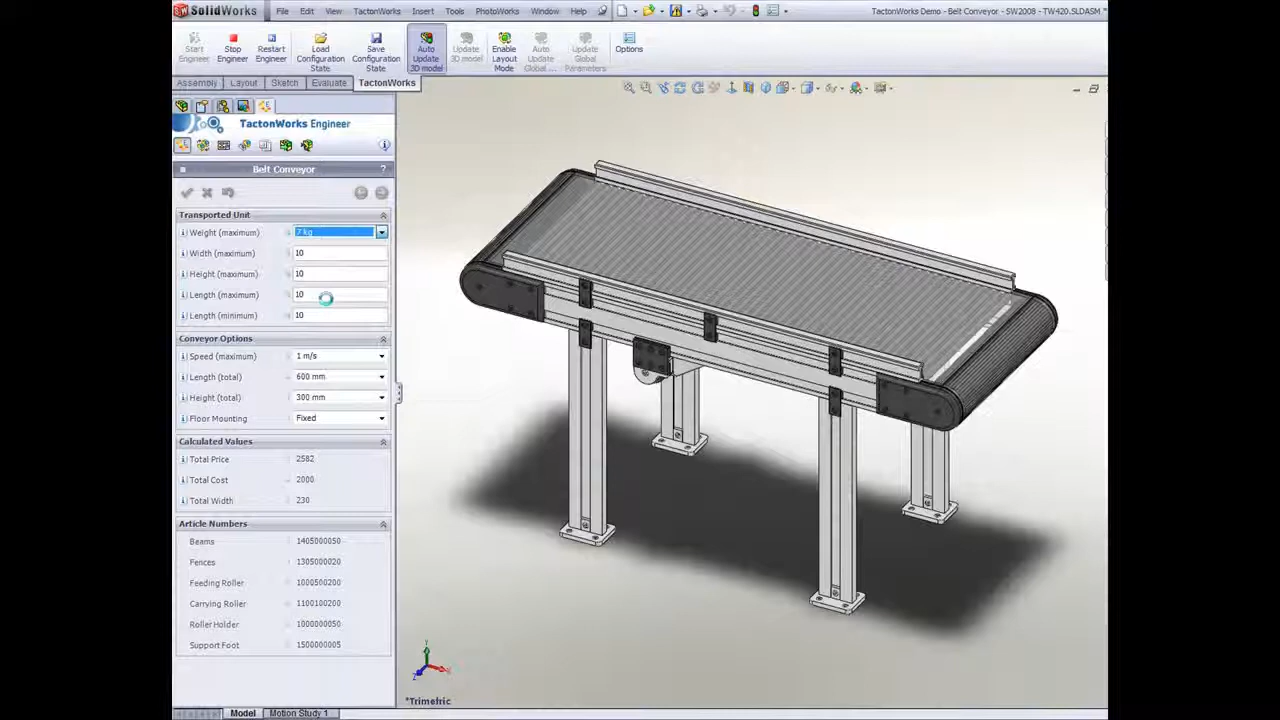 SolidWorks File Edit View TactonWorks Insert Tools PhotoWorks Window Help TactonWorks Demo - Belt Conveyor - SW2008 - TW420.SLDASM *
Start Engineer
Stop Engineer
Restart Engineer
Load Configuration State
Save Configuration State
Auto Update 3D model
Update 3D model
Enable Layout Mode
Auto Update Global ...
Update Global Parameters
Options
Assembly Layout Sketch Evaluate TactonWorks
TactonWorks Engineer
Belt Conveyor ?
Transported Unit
Weight (maximum) 7 kg
Width (maximum) 10
Height (maximum) 10
Length (maximum) 10
Length (minimum) 10
Conveyor Options
Speed (maximum) 1 m/s
Length (total) 600 mm
Height (total) 300 mm
Floor Mounting Fixed
Calculated Values
Total Price 2582
Total Cost 2000
Total Width 230
Article Numbers
Beams 1405000050
Fences 1305000020
Feeding Roller 1000500200
Carrying Roller 1100100200
Roller Holder 1000000050
Support Foot 1500000005
*Trimetric
Model Motion Study 1